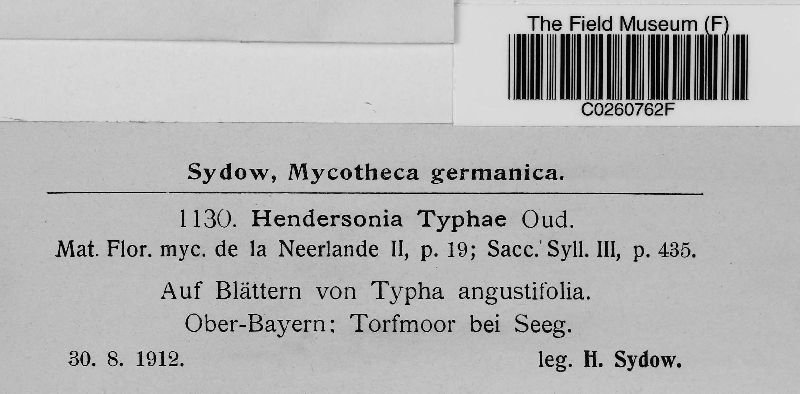 The Field Museum (F)
C0260762F
Sydow, Mycotheca germanica.
1130. Hendersonia Typhae Oud.
Mat. Flor. myc. de la Neerlande II, p. 19; Sacc. Syll. III, p. 435.
Auf Blättern von Typha angustifolia.
Ober-Bayern: Torfmoor bei Seeg.
30. 8. 1912. leg. H. Sydow.